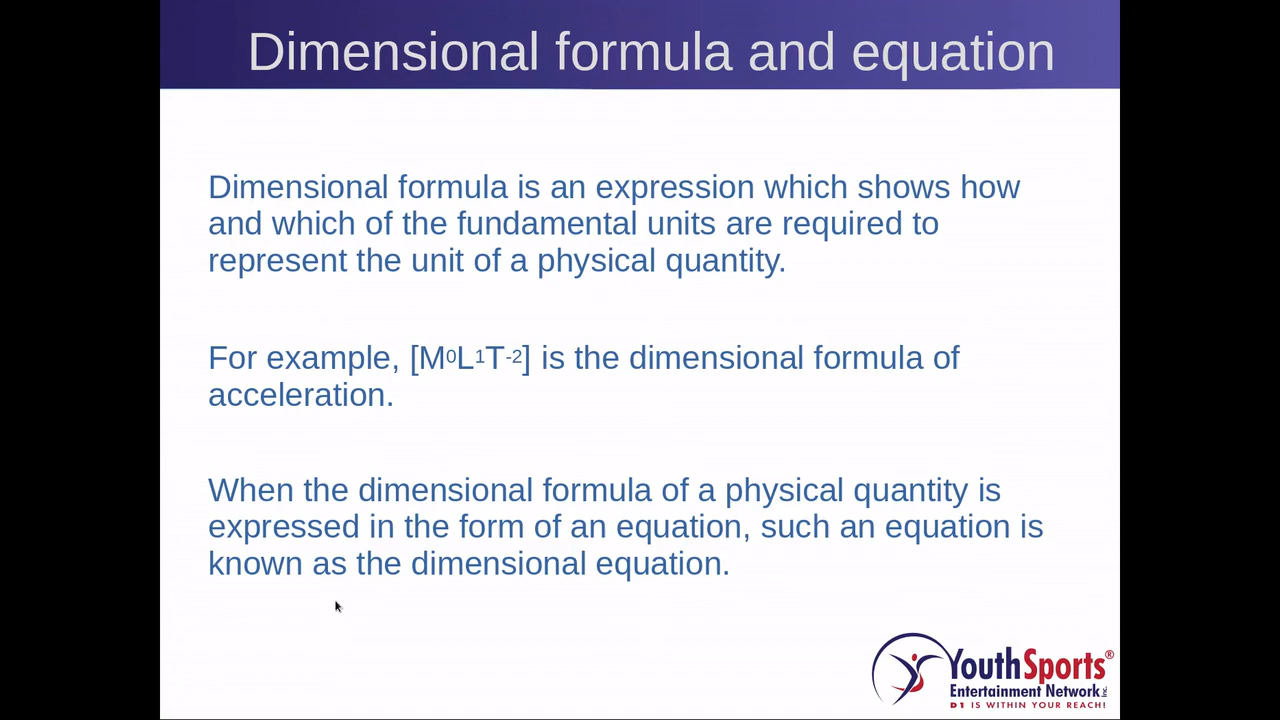 Dimensional formula and equation
Dimensional formula is an expression which shows how
and which of the fundamental units are required to
represent the unit of a physical quantity.
For example, [M⁰L¹T⁻²] is the dimensional formula of
acceleration.
When the dimensional formula of a physical quantity is
expressed in the form of an equation, such an equation is
known as the dimensional equation.
YouthSports®
Entertainment Network Inc.
D1 IS WITHIN YOUR REACH!